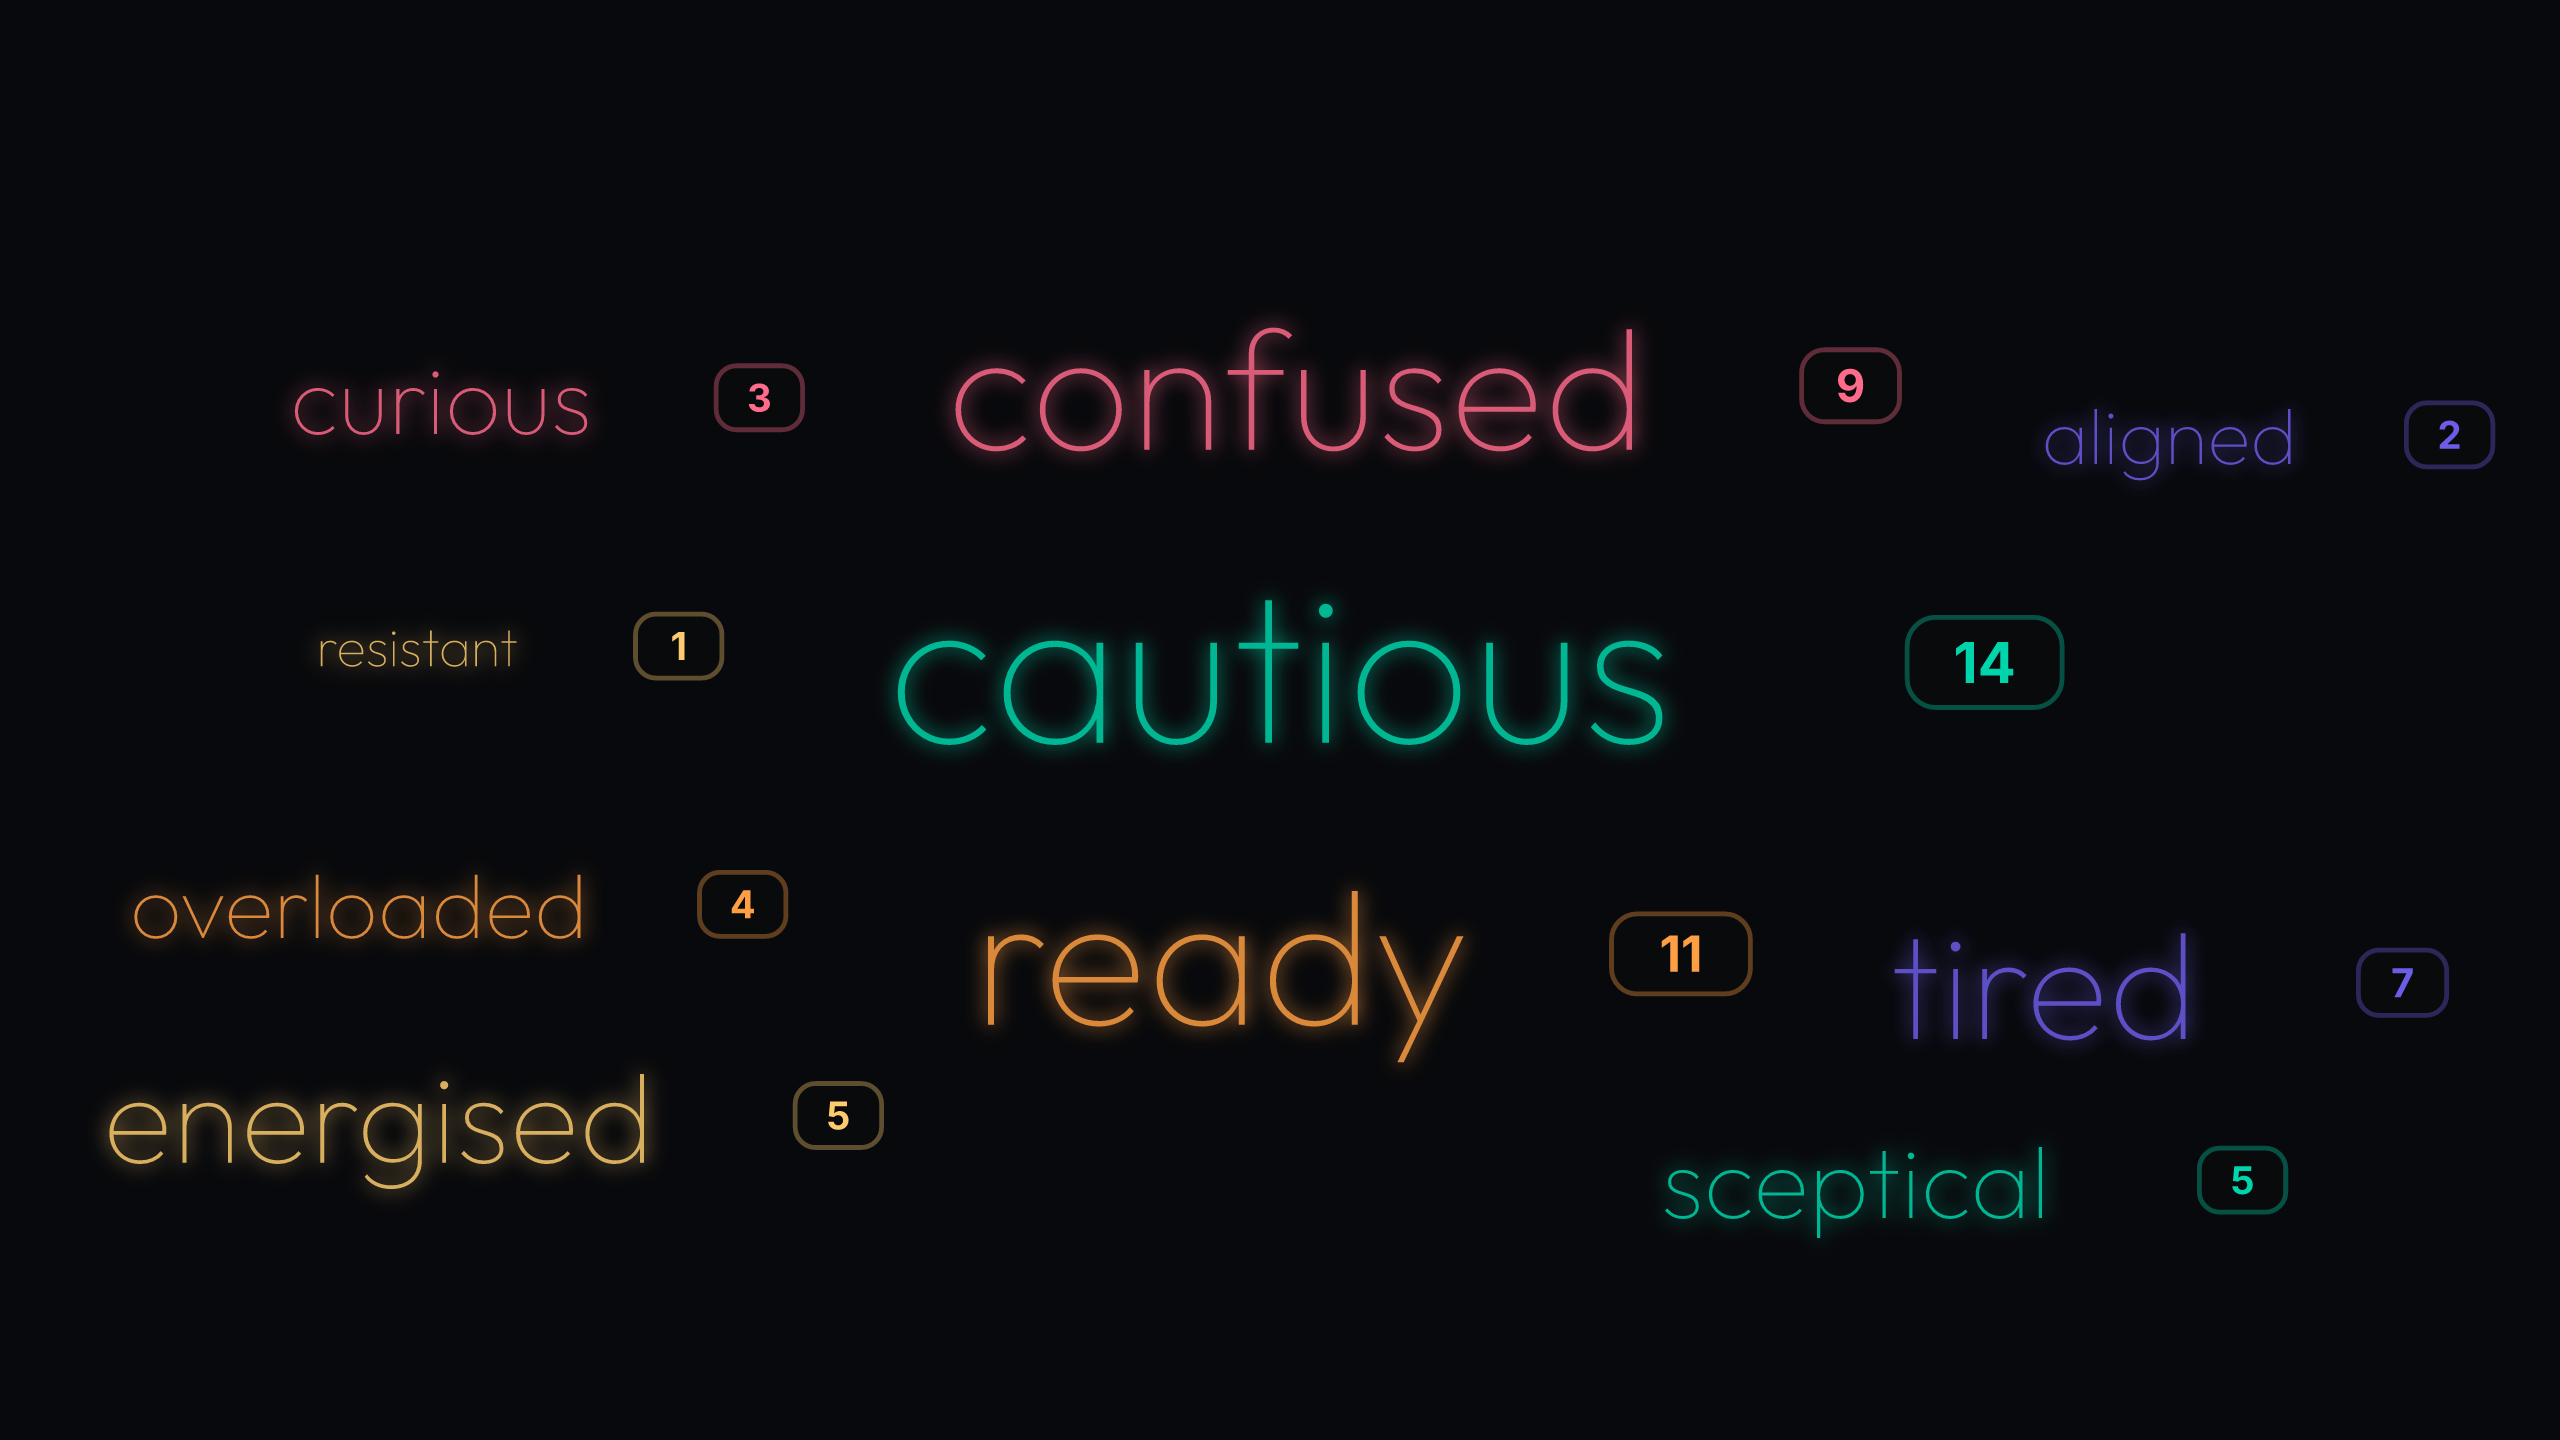 curious 3
confused 9
aligned 2
resistant 1
cautious 14
overloaded 4
ready 11
tired 7
energised 5
sceptical 5